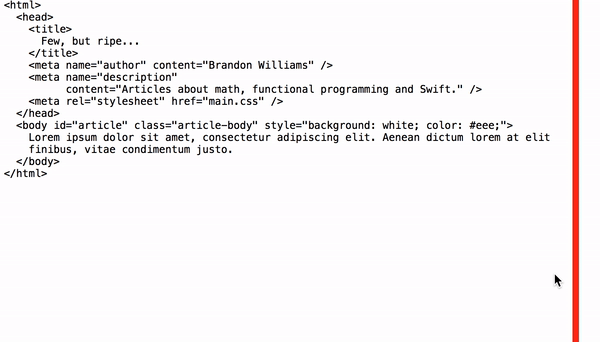 <html>
<head>
<title>
Few, but ripe...
</title>
<meta name="author" content="Brandon Williams" />
<meta name="description"
content="Articles about math, functional programming and Swift." />
<meta rel="stylesheet" href="main.css" />
</head>
<body id="article" class="article-body" style="background: white; color: #eee;">
Lorem ipsum dolor sit amet, consectetur adipiscing elit. Aenean dictum lorem at elit
finibus, vitae condimentum justo.
</body>
</html>